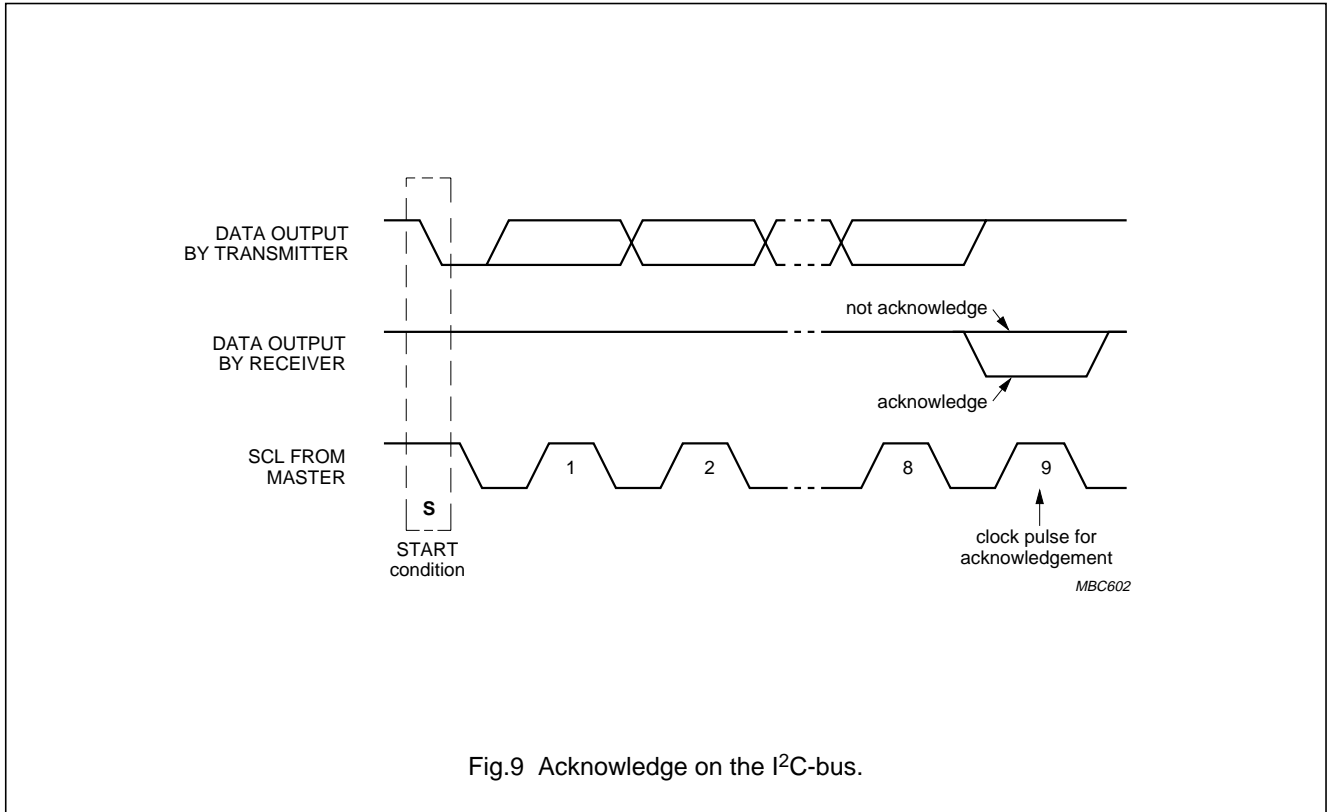 DATA OUTPUT
BY TRANSMITTER
not acknowledge
DATA OUTPUT
BY RECEIVER
acknowledge
SCL FROM
MASTER
1
2
8
9
S
START
condition
clock pulse for
acknowledgement
MBC602
Fig.9 Acknowledge on the I²C-bus.